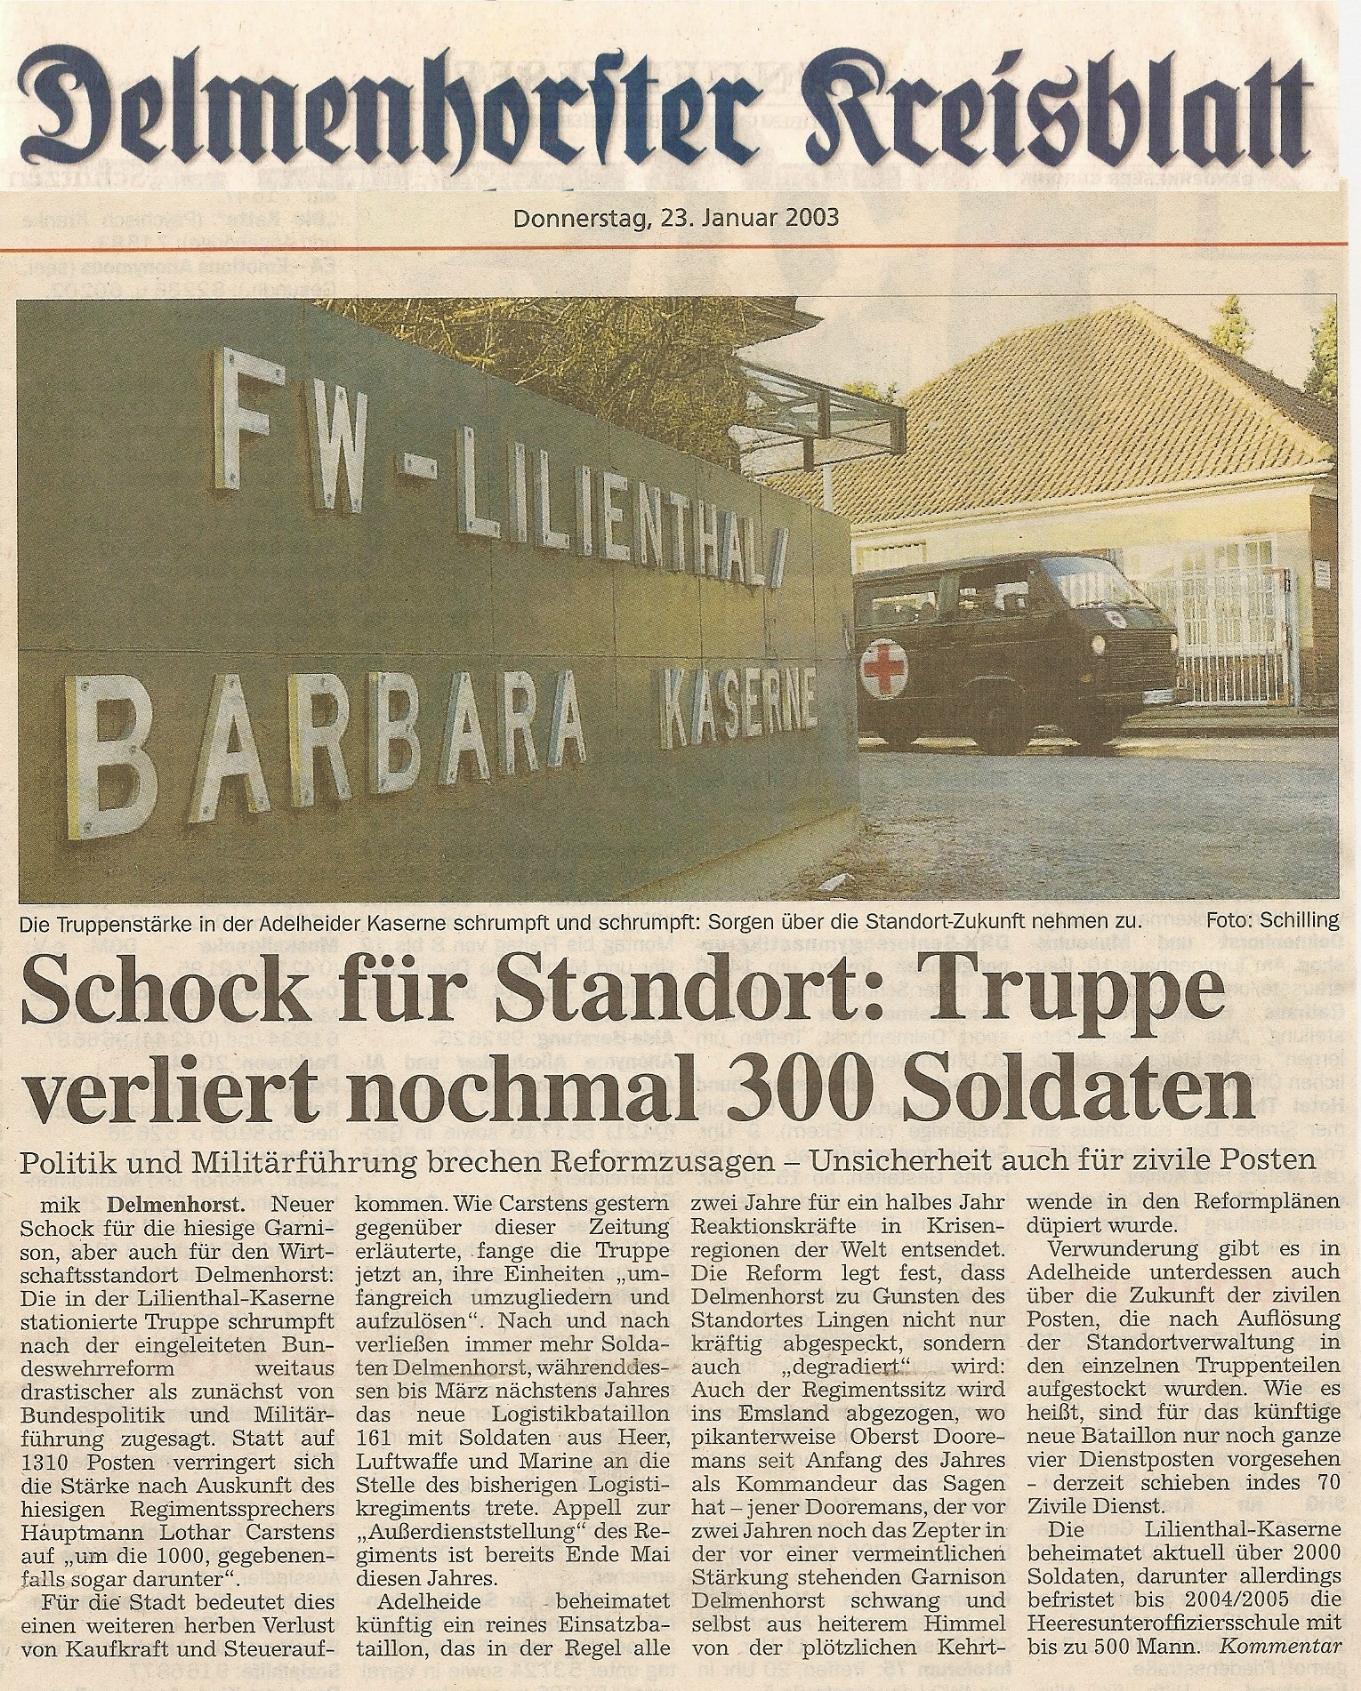 Delmenhorster Kreisblatt
Donnerstag, 23. Januar 2003
FW-LILIENTHAL/
BARBARA KASERNE
Die Truppenstärke in der Adelheider Kaserne schrumpft und schrumpft: Sorgen über die Standort-Zukunft nehmen zu. Foto: Schilling
Schock für Standort: Truppe
verliert nochmal 300 Soldaten
Politik und Militärführung brechen Reformzusagen – Unsicherheit auch für zivile Posten
mik Delmenhorst. Neuer
Schock für die hiesige Garni-
son, aber auch für den Wirt-
schaftsstandort Delmenhorst:
Die in der Lilienthal-Kaserne
stationierte Truppe schrumpft
nach der eingeleiteten Bun-
deswehrreform weitaus
drastischer als zunächst von
Bundespolitik und Militär-
führung zugesagt. Statt auf
1310 Posten verringert sich
die Stärke nach Auskunft des
hiesigen Regimentssprechers
Hauptmann Lothar Carstens
auf „um die 1000, gegebenen-
falls sogar darunter“.
Für die Stadt bedeutet dies
einen weiteren herben Verlust
von Kaufkraft und Steuerauf-
kommen. Wie Carstens gestern
gegenüber dieser Zeitung
erläuterte, fange die Truppe
jetzt an, ihre Einheiten „um-
fangreich umzugliedern und
aufzulösen“. Nach und nach
verließen immer mehr Solda-
ten Delmenhorst, währenddes-
sen bis März nächstens Jahres
das neue Logistikbataillon
161 mit Soldaten aus Heer,
Luftwaffe und Marine an die
Stelle des bisherigen Logisti-
kregiments trete. Appell zur
„Außerdienststellung“ des Re-
giments ist bereits Ende Mai
diesen Jahres.
Adelheide beheimatet
künftig ein reines Einsatzba-
taillon, das in der Regel alle
zwei Jahre für ein halbes Jahr
Reaktionskräfte in Krisen-
regionen der Welt entsendet.
Die Reform legt fest, dass
Delmenhorst zu Gunsten des
Standortes Lingen nicht nur
kräftig abgespeckt, sondern
auch „degradiert“ wird:
Auch der Regimentssitz wird
ins Emsland abgezogen, wo
pikanterweise Oberst Doore-
mans seit Anfang des Jahres
als Kommandeur das Sagen
hat – jener Dooremans, der vor
zwei Jahren noch das Zepter in
der vor einer vermeintlichen
Stärkung stehenden Garnison
Delmenhorst schwang und
selbst aus heiterem Himmel
von der plötzlichen Kehrt-
wende in den Reformplänen
düpiert wurde.
Verwunderung gibt es in
Adelheide unterdessen auch
über die Zukunft der zivilen
Posten, die nach Auflösung
der Standortverwaltung in
den einzelnen Truppenteilen
aufgestockt wurden. Wie es
heißt, sind für das künftige
neue Bataillon nur noch ganze
vier Dienstposten vorgesehen
- derzeit schieben indes 70
Zivile Dienst.
Die Lilienthal-Kaserne
beheimatet aktuell über 2000
Soldaten, darunter allerdings
befristet bis 2004/2005 die
Heeresunteroffiziersschule mit
bis zu 500 Mann. Kommentar